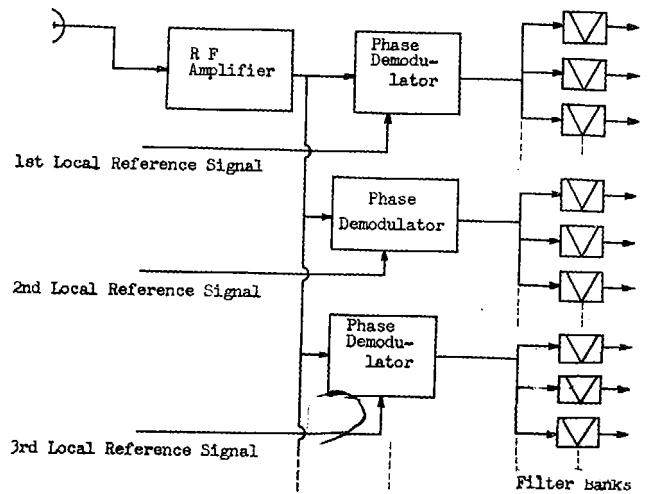 R F
Amplifier
Phase
Demodu-
lator
1st Local Reference Signal
Phase
Demodulator
2nd Local Reference Signal
Phase
Demodu-
lator
3rd Local Reference Signal
Filter Banks